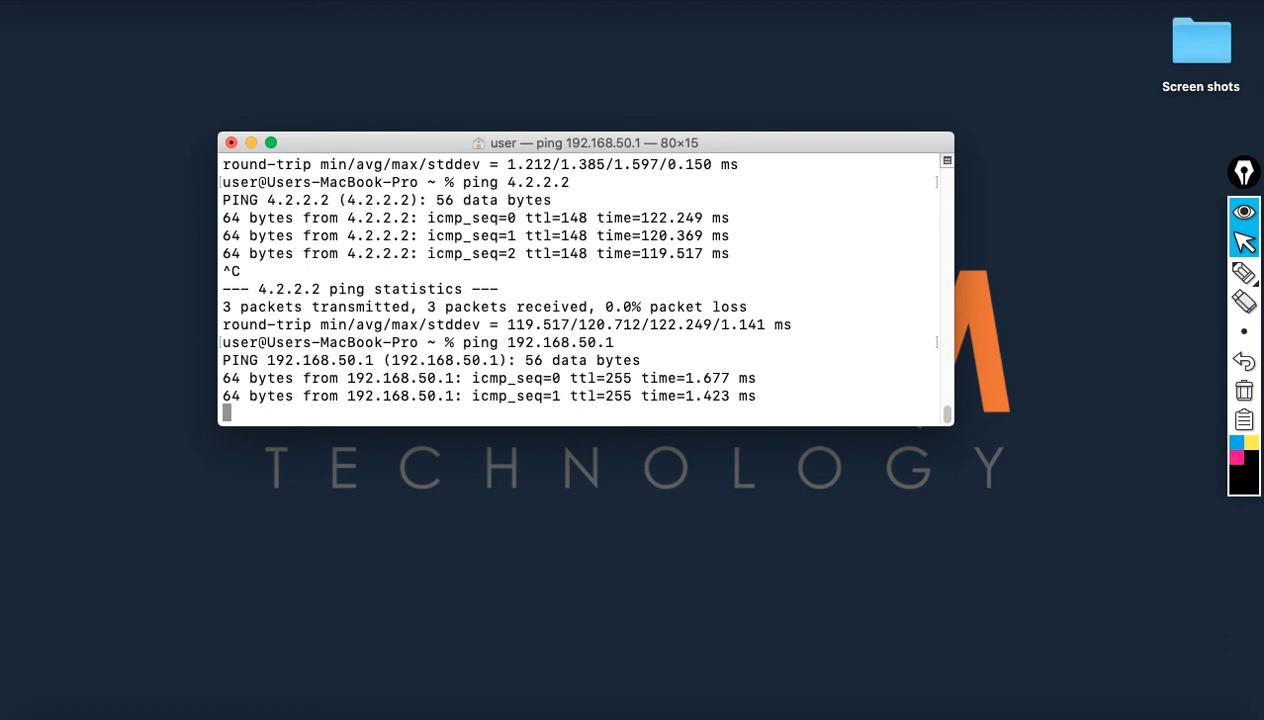 Screen shots
user — ping 192.168.50.1 — 80×15
round-trip min/avg/max/stddev = 1.212/1.385/1.597/0.150 ms
[user@Users-MacBook-Pro ~ % ping 4.2.2.2 ]
PING 4.2.2.2 (4.2.2.2): 56 data bytes
64 bytes from 4.2.2.2: icmp_seq=0 ttl=148 time=122.249 ms
64 bytes from 4.2.2.2: icmp_seq=1 ttl=148 time=120.369 ms
64 bytes from 4.2.2.2: icmp_seq=2 ttl=148 time=119.517 ms
^C
--- 4.2.2.2 ping statistics ---
3 packets transmitted, 3 packets received, 0.0% packet loss
round-trip min/avg/max/stddev = 119.517/120.712/122.249/1.141 ms
[user@Users-MacBook-Pro ~ % ping 192.168.50.1 ]
PING 192.168.50.1 (192.168.50.1): 56 data bytes
64 bytes from 192.168.50.1: icmp_seq=0 ttl=255 time=1.677 ms
64 bytes from 192.168.50.1: icmp_seq=1 ttl=255 time=1.423 ms
TECHNOLOGY